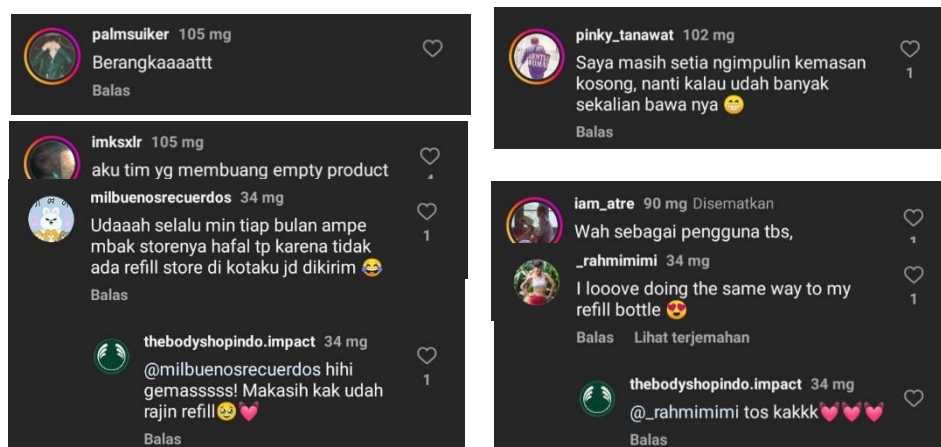 palmsuiker 105 mg
Berangkaaaattt
Balas
imksxlr 105 mg
aku tim yg membuang empty product
milbuenosrecuerdos 34 mg
Udaaah selalu min tiap bulan ampe
mbak storenya hafal tp karena tidak
ada refill store di kotaku jd dikirim 😂
1
Balas
thebodyshopindo.impact 34 mg
@milbuenosrecuerdos hihi
gemasssss! Makasih kak udah
rajin refill🥹💓
1
Balas
pinky_tanawat 102 mg
Saya masih setia ngimpulin kemasan
kosong, nanti kalau udah banyak
sekalian bawa nya 😁
1
Balas
iam_atre 90 mg Disematkan
Wah sebagai pengguna tbs,
_rahmimimi 34 mg
I looove doing the same way to my
refill bottle 😍
1
Balas Lihat terjemahan
thebodyshopindo.impact 34 mg
@_rahmimimi tos kakkk💓💓💓
Balas